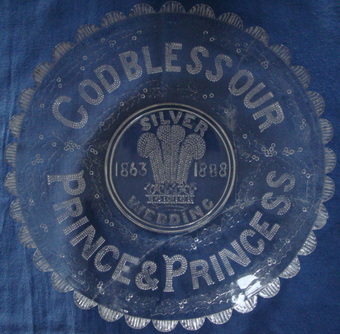 GOD BLESS OUR
PRINCE & PRINCESS
SILVER
1863 1888
WEDDING